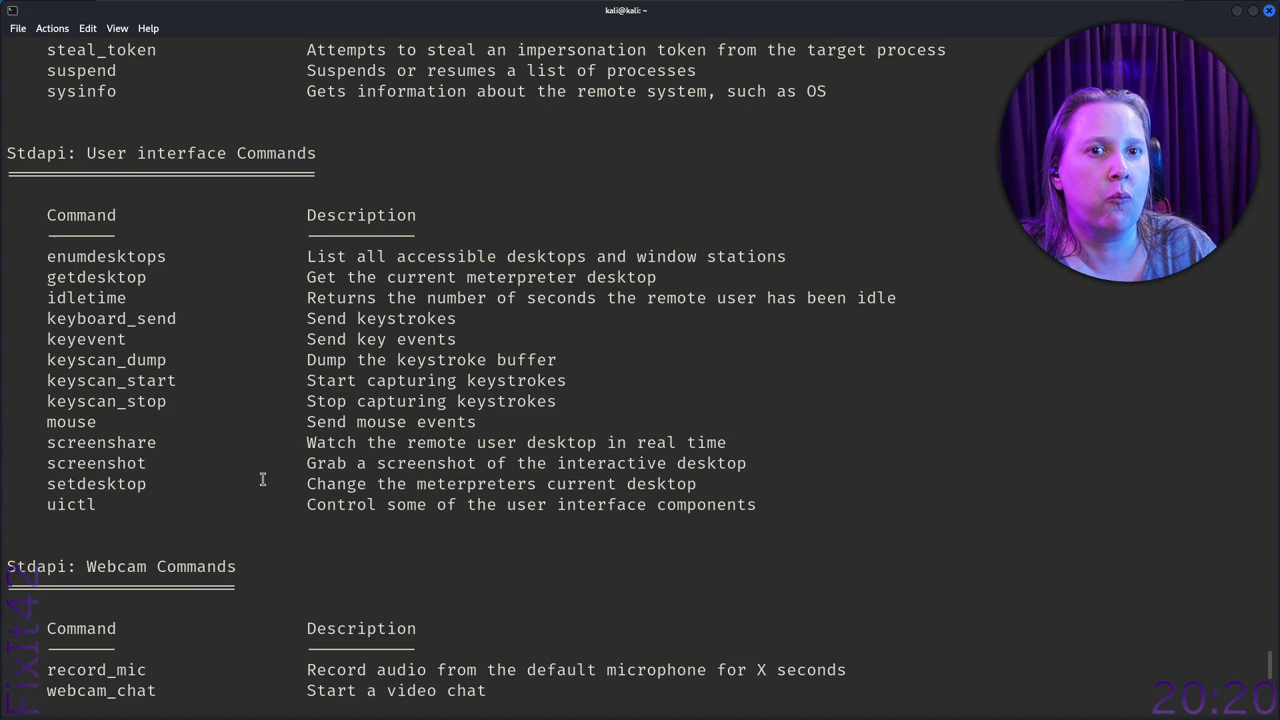 kali@kali: ~
File Actions Edit View Help
steal_token Attempts to steal an impersonation token from the target process
suspend Suspends or resumes a list of processes
sysinfo Gets information about the remote system, such as OS
Stdapi: User interface Commands
Command Description
enumdesktops List all accessible desktops and window stations
getdesktop Get the current meterpreter desktop
idletime Returns the number of seconds the remote user has been idle
keyboard_send Send keystrokes
keyevent Send key events
keyscan_dump Dump the keystroke buffer
keyscan_start Start capturing keystrokes
keyscan_stop Stop capturing keystrokes
mouse Send mouse events
screenshare Watch the remote user desktop in real time
screenshot Grab a screenshot of the interactive desktop
setdesktop Change the meterpreters current desktop
uictl Control some of the user interface components
Stdapi: Webcam Commands
Command Description
record_mic Record audio from the default microphone for X seconds
webcam_chat Start a video chat
FixIt42
20:20